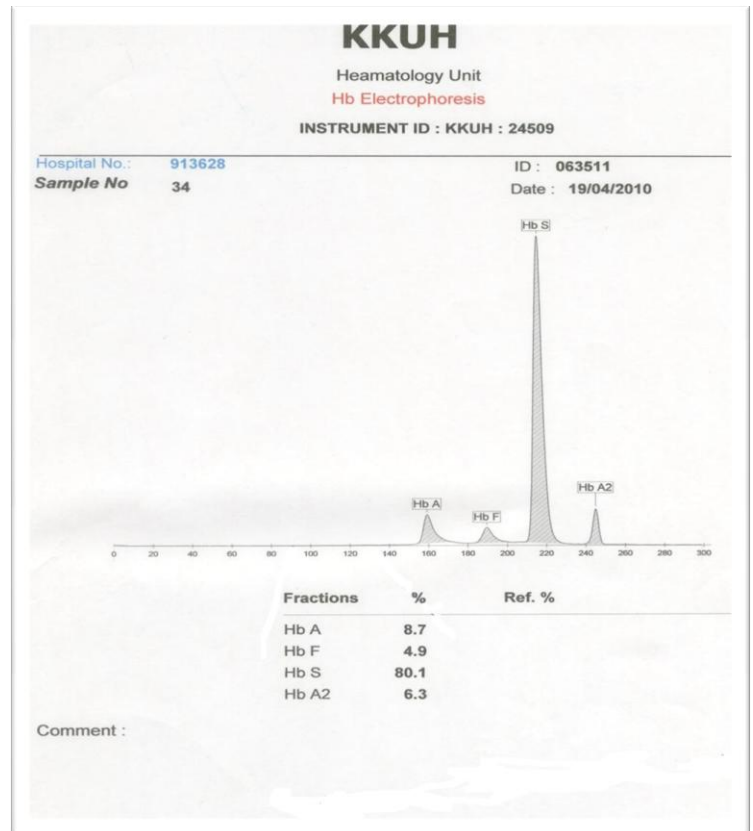 KKUH
Heamatology Unit
Hb Electrophoresis
INSTRUMENT ID : KKUH : 24509
Hospital No.: 913628 ID : 063511
Sample No 34 Date : 19/04/2010
Hb S
Hb A2
Hb A
Hb F
0 20 40 60 80 100 120 140 160 180 200 220 240 260 280 300
Fractions % Ref. %
Hb A 8.7
Hb F 4.9
Hb S 80.1
Hb A2 6.3
Comment :